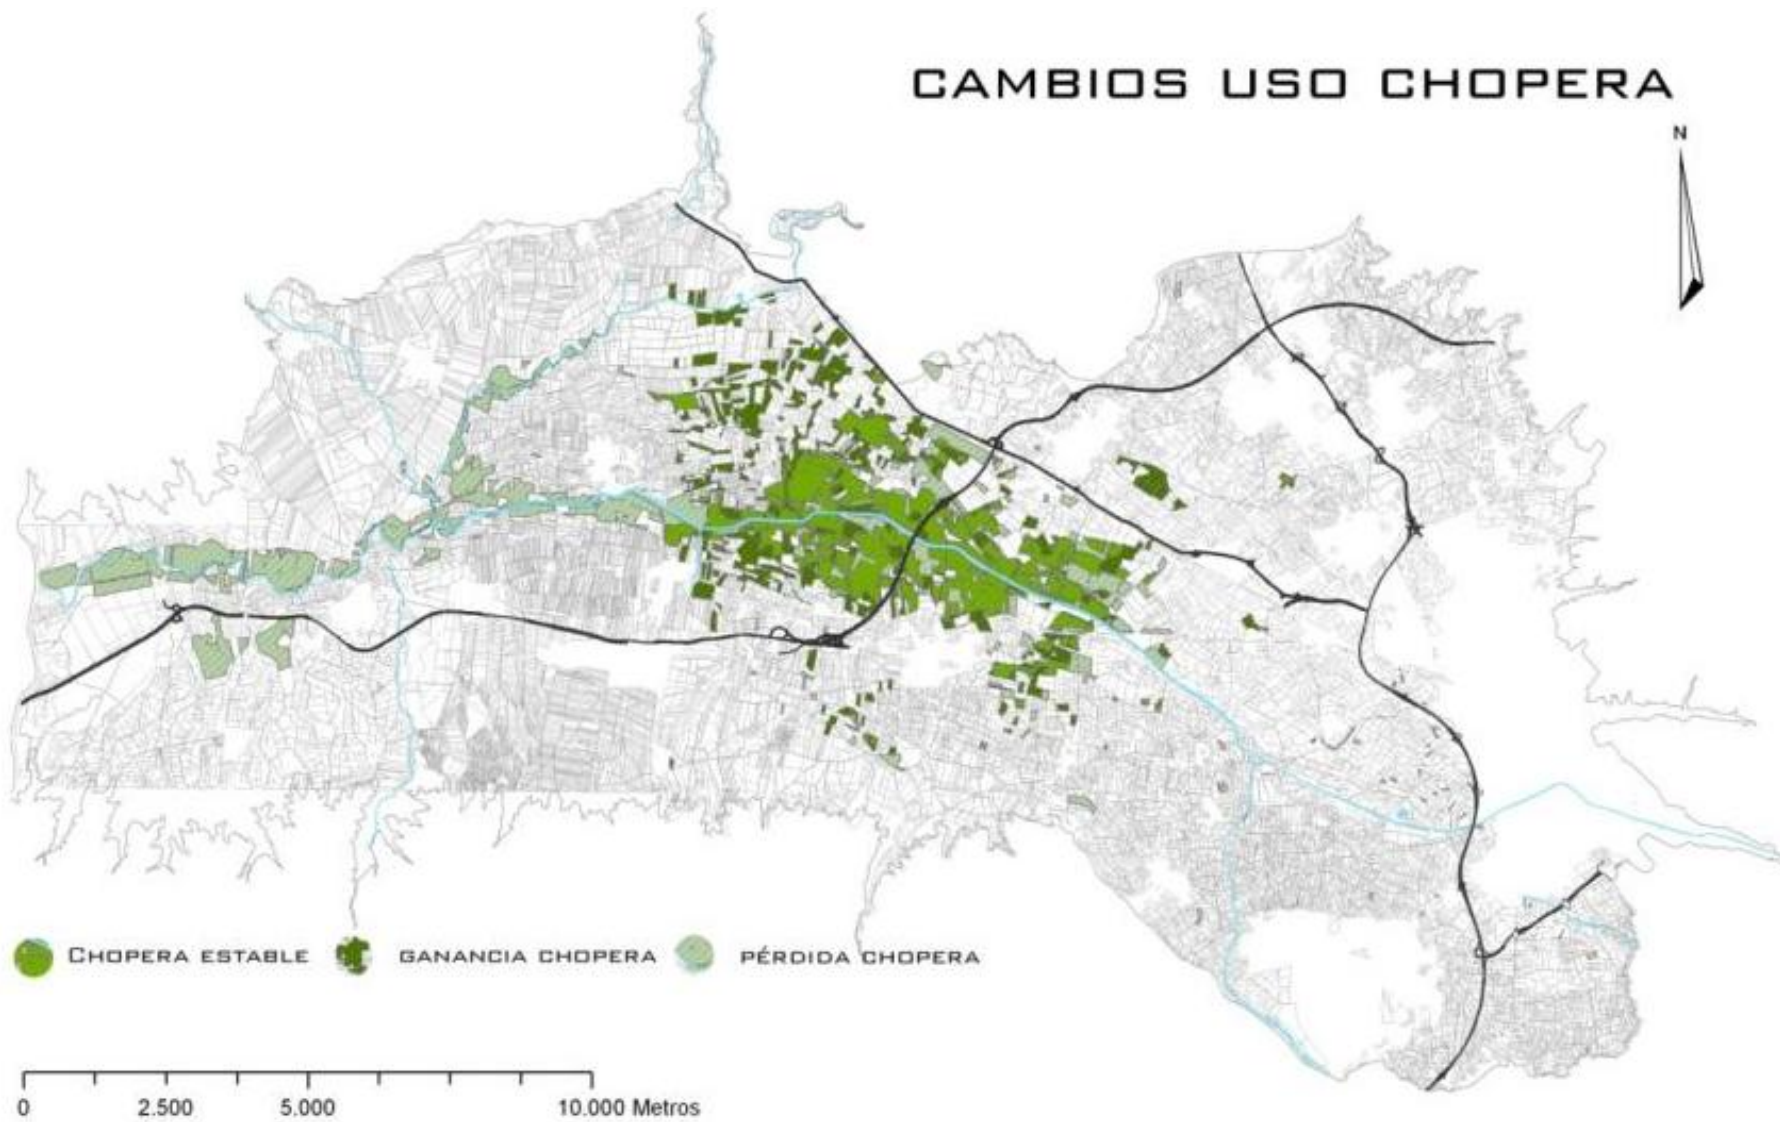 CAMBIOS USO CHOPERA
N
CHOPERA ESTABLE GANANCIA CHOPERA PÉRDIDA CHOPERA
0 2.500 5.000 10.000 Metros